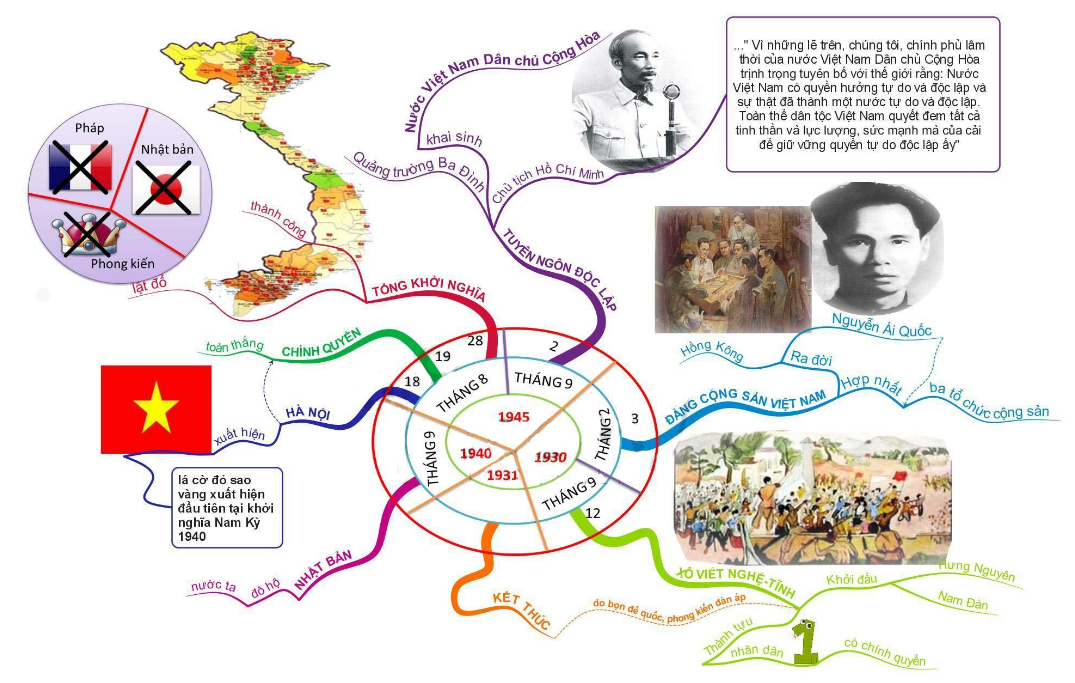 Pháp
Nhật bản
Phong kiến
lật đổ
thành công
TỔNG KHỞI NGHĨA
Nước Việt Nam Dân chủ Cộng Hòa
khai sinh
Quảng trường Ba Đình
Chủ tịch Hồ Chí Minh
TUYÊN NGÔN ĐỘC LẬP
..." Vì những lẽ trên, chúng tôi, chính phủ lâm
thời của nước Việt Nam Dân chủ Cộng Hòa
trịnh trọng tuyên bố với thế giới rằng: Nước
Việt Nam có quyền hưởng tự do và độc lập và
sự thật đã thành một nước tự do và độc lập.
Toàn thể dân tộc Việt Nam quyết đem tất cả
tinh thần và lực lượng, sức mạnh mà của cải
để giữ vững quyền tự do độc lập ấy"
Nguyễn Ái Quốc
Hồng Kông
Ra đời
Hợp nhất
ba tổ chức cộng sản
ĐẢNG CỘNG SẢN VIỆT NAM
toàn thắng
CHÍNH QUYỀN
HÀ NỘI
xuất hiện
lá cờ đỏ sao
vàng xuất hiện
đầu tiên tại khởi
nghĩa Nam Kỳ
1940
28
19
18
2
3
12
THÁNG 8
THÁNG 9
THÁNG 2
THÁNG 9
THÁNG 9
1945
1940
1930
1931
NHẬT BẢN
đô hộ
nước ta
KẾT THÚC
do bọn đế quốc, phong kiến đàn áp
XÔ VIẾT NGHỆ-TĨNH
Khởi đầu
Hưng Nguyên
Nam Đàn
Thành tựu
nhân dân
1
có chính quyền